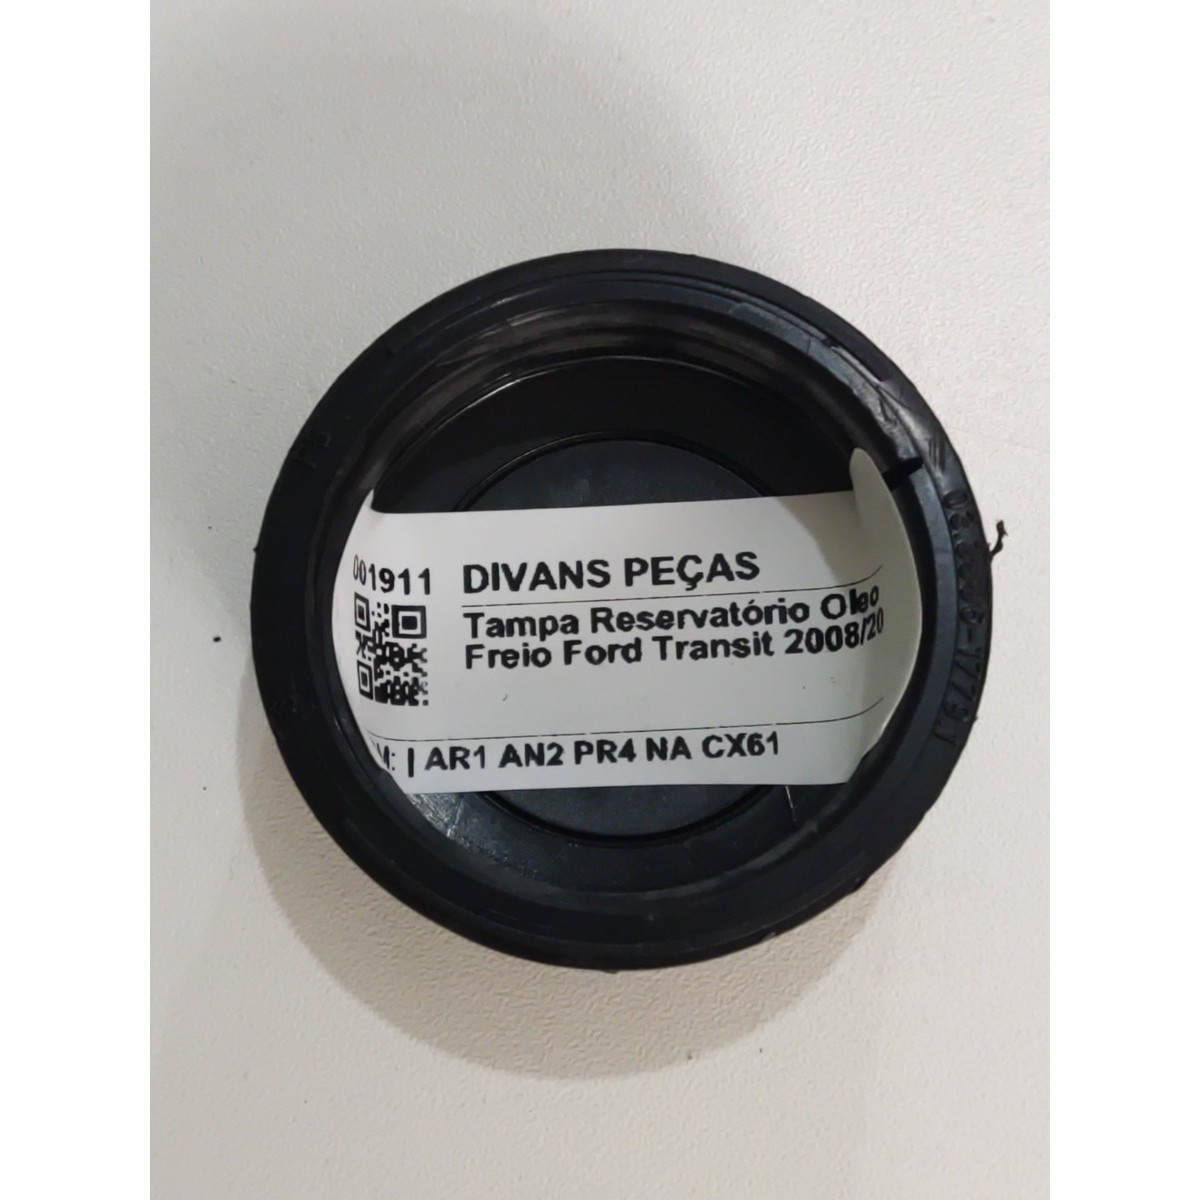 001911
DIVANS PEÇAS
Tampa Reservatório Oleo
Freio Ford Transit 2008/20
M: | AR1 AN2 PR4 NA CX61